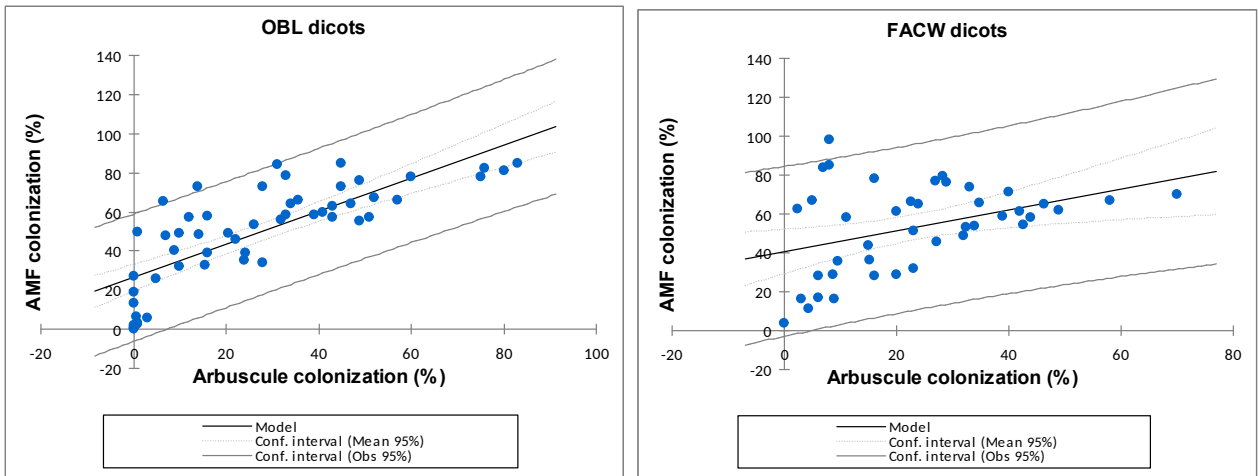 OBL dicots
140
120
100
80
60
40
20
0
-20
-20
0
20
40
60
80
100
AMF colonization (%)
Arbuscule colonization (%)
Model
Conf. interval (Mean 95%)
Conf. interval (Obs 95%)
FACW dicots
140
120
100
80
60
40
20
0
-20
-20
0
20
40
60
80
AMF colonization (%)
Arbuscule colonization (%)
Model
Conf. interval (Mean 95%)
Conf. interval (Obs 95%)